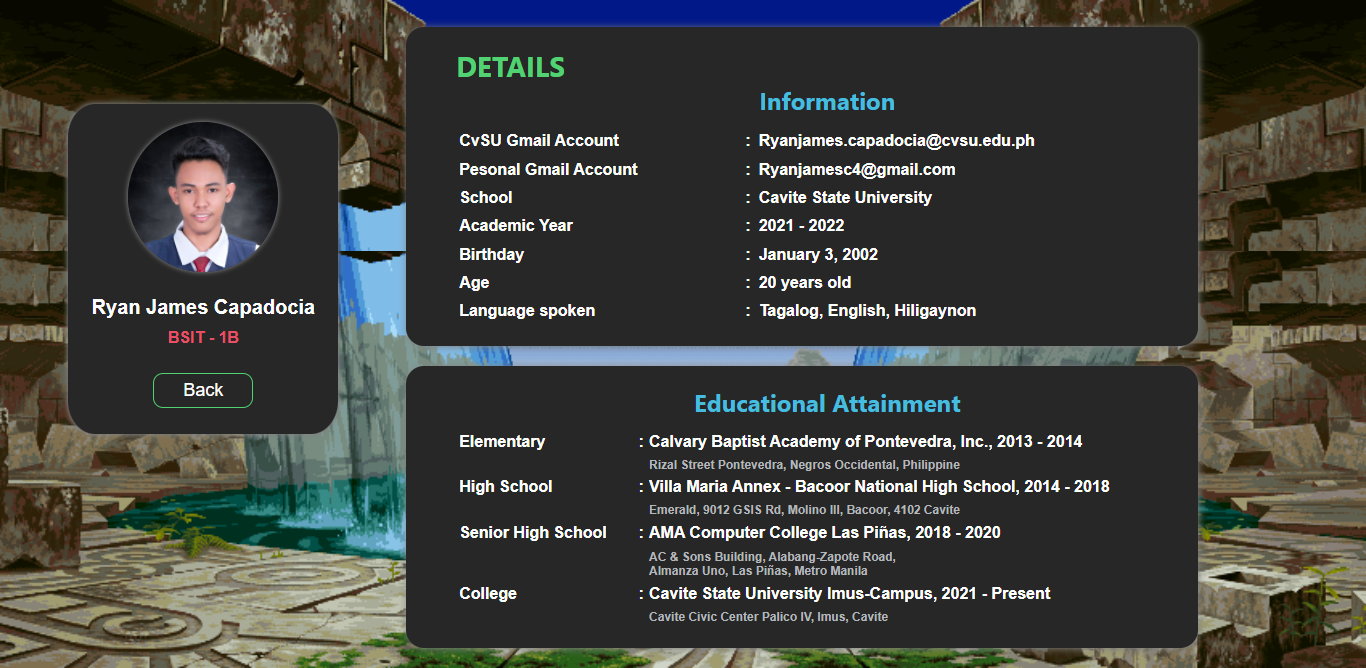 Ryan James Capadocia
BSIT - 1B
Back
DETAILS
Information
CvSU Gmail Account : Ryanjames.capadocia@cvsu.edu.ph
Pesonal Gmail Account : Ryanjamesc4@gmail.com
School : Cavite State University
Academic Year : 2021 - 2022
Birthday : January 3, 2002
Age : 20 years old
Language spoken : Tagalog, English, Hiligaynon
Educational Attainment
Elementary : Calvary Baptist Academy of Pontevedra, Inc., 2013 - 2014
Rizal Street Pontevedra, Negros Occidental, Philippine
High School : Villa Maria Annex - Bacoor National High School, 2014 - 2018
Emerald, 9012 GSIS Rd, Molino III, Bacoor, 4102 Cavite
Senior High School : AMA Computer College Las Piñas, 2018 - 2020
AC & Sons Building, Alabang-Zapote Road,
Almanza Uno, Las Piñas, Metro Manila
College : Cavite State University Imus-Campus, 2021 - Present
Cavite Civic Center Palico IV, Imus, Cavite